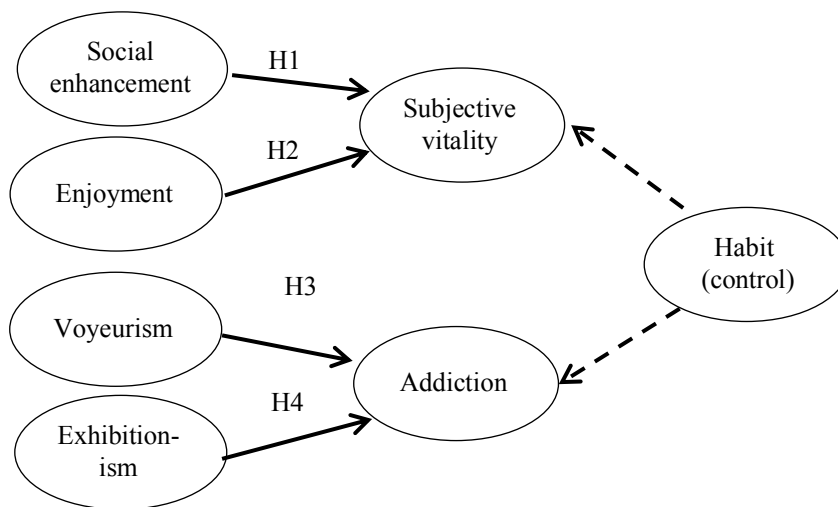 Social
enhancement
H1
Subjective
vitality
H2
Enjoyment
Habit
(control)
H3
Voyeurism
Addiction
H4
Exhibition-
ism